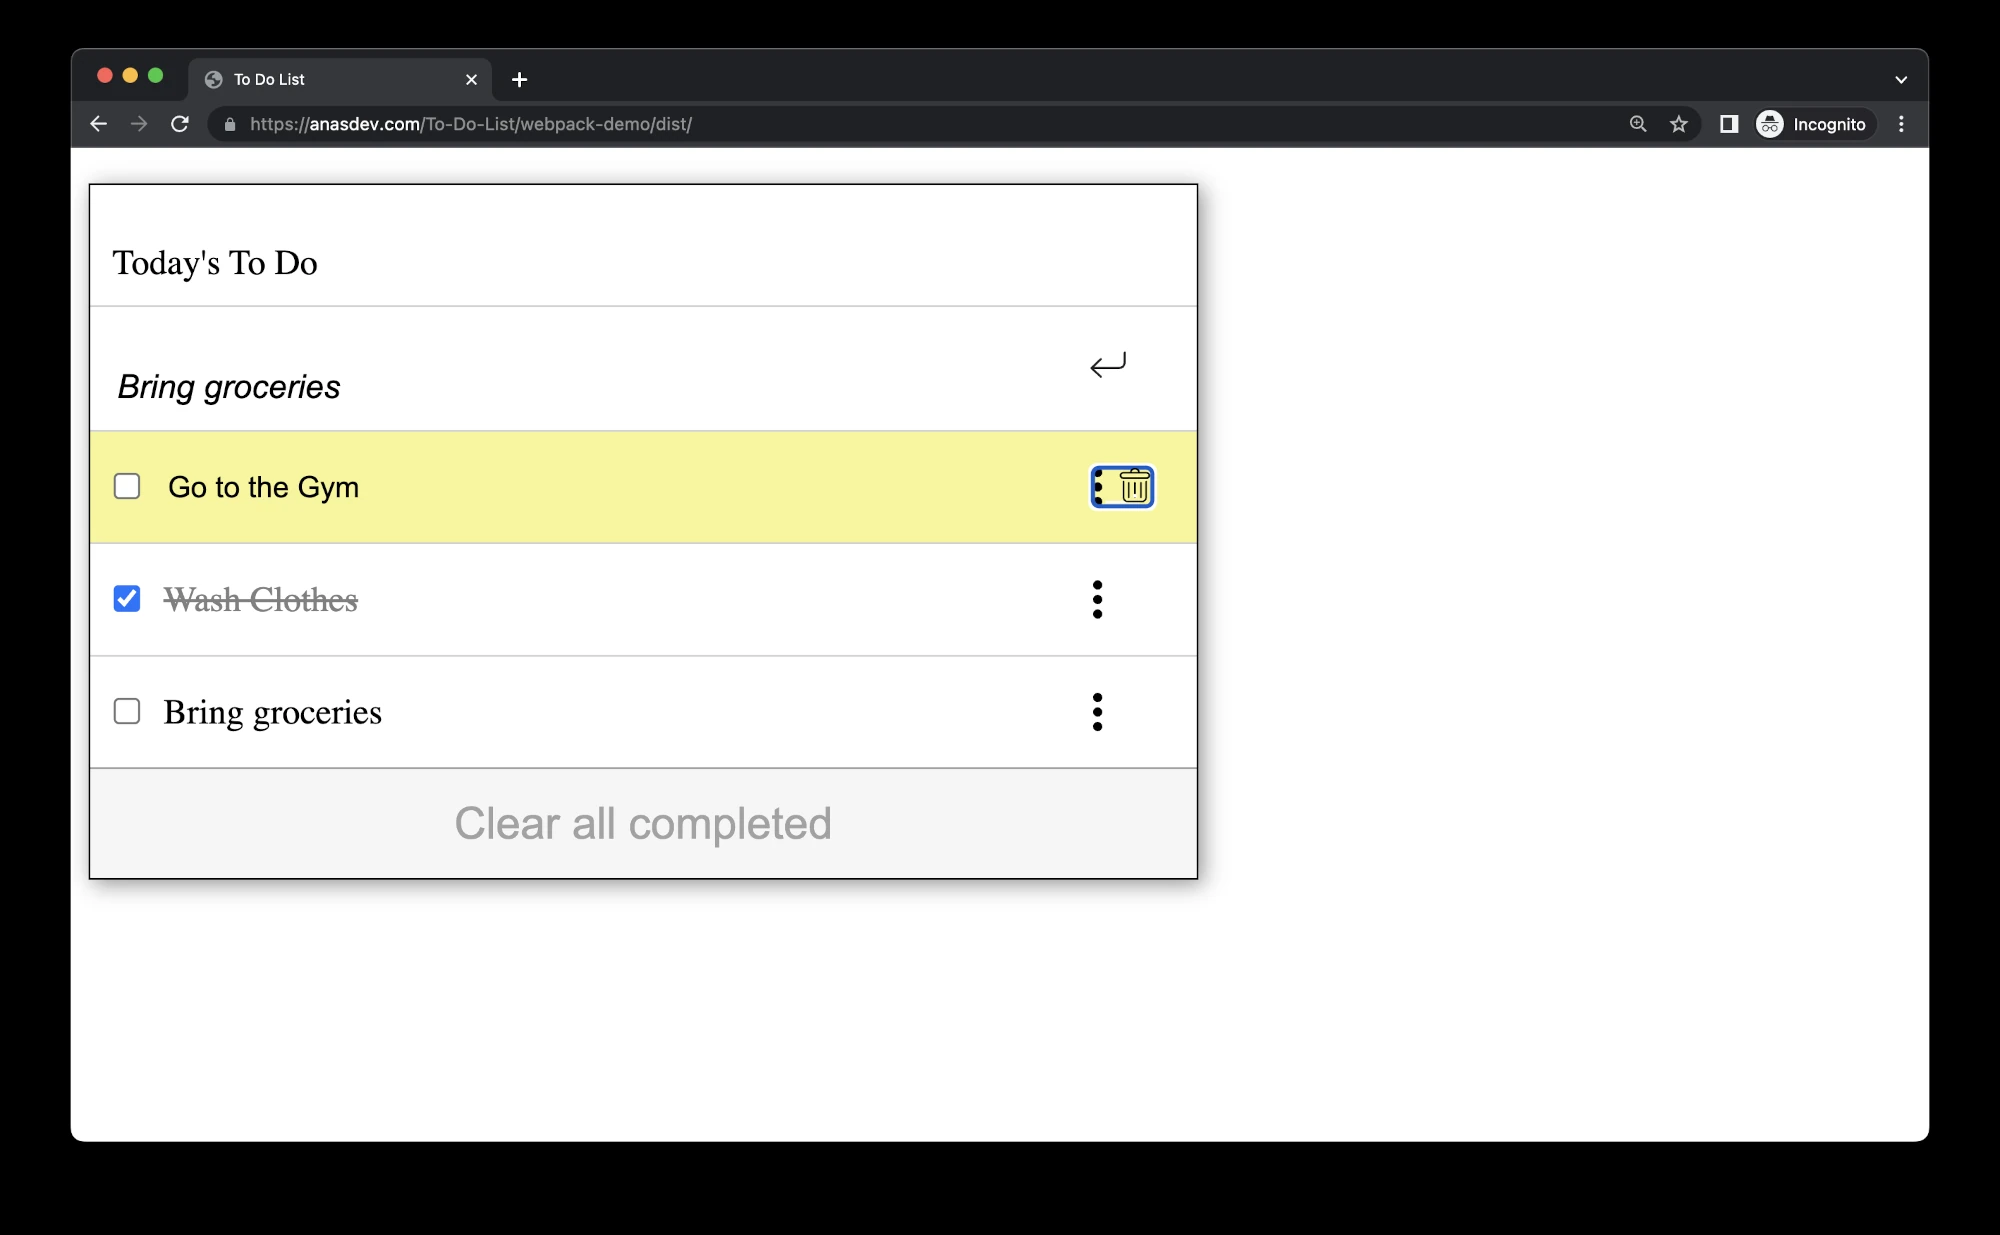 To Do List
https://anasdev.com/To-Do-List/webpack-demo/dist/
Incognito
Today's To Do
Bring groceries
Go to the Gym
Wash Clothes
Bring groceries
Clear all completed